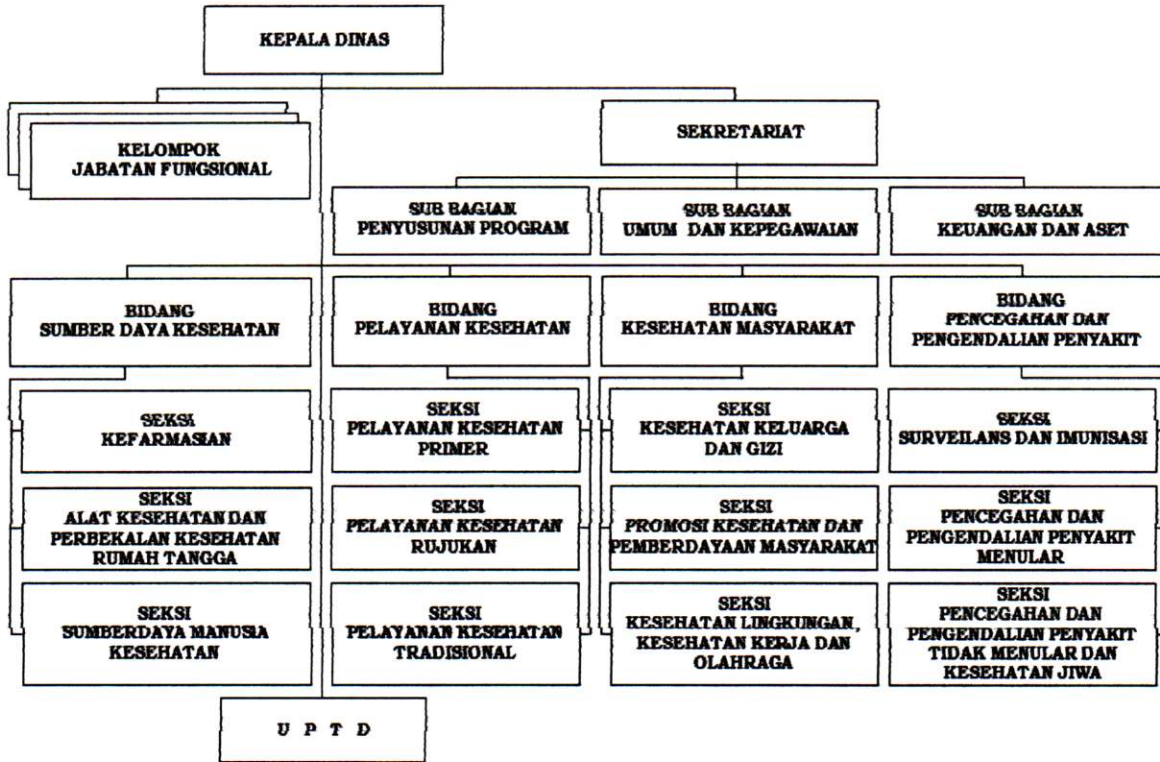 KEPALA DINAS
KELOMPOK
JABATAN FUNGSIONAL
SEKRETARIAT
SUB BAGIAN
PENYUSUNAN PROGRAM
SUB BAGIAN
UMUM DAN KEPEGAWAIAN
SUB BAGIAN
KEUANGAN DAN ASET
BIDANG
SUMBER DAYA KESEHATAN
BIDANG
PELAYANAN KESEHATAN
BIDANG
KESEHATAN MASYARAKAT
BIDANG
PENCEGAHAN DAN
PENGENDALIAN PENYAKIT
SEKSI
KEFARMASIAN
SEKSI
PELAYANAN KESEHATAN
PRIMER
SEKSI
KESEHATAN KELUARGA
DAN GIZI
SEKSI
SURVEILANS DAN IMUNISASI
SEKSI
ALAT KESEHATAN DAN
PERBEKALAN KESEHATAN
RUMAH TANGGA
SEKSI
PELAYANAN KESEHATAN
RUJUKAN
SEKSI
PROMOSI KESEHATAN DAN
PEMBERDAYAAN MASYARAKAT
SEKSI
PENCEGAHAN DAN
PENGENDALIAN PENYAKIT
MENULAR
SEKSI
SUMBERDAYA MANUSIA
KESEHATAN
SEKSI
PELAYANAN KESEHATAN
TRADISIONAL
SEKSI
KESEHATAN LINGKUNGAN,
KESEHATAN KERJA DAN
OLAHRAGA
SEKSI
PENCEGAHAN DAN
PENGENDALIAN PENYAKIT
TIDAK MENULAR DAN
KESEHATAN JIWA
U P T D